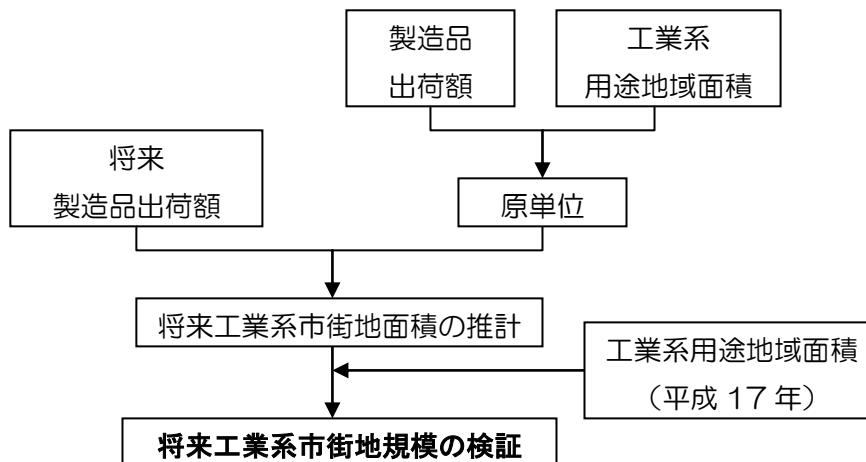 製造品
出荷額
工業系
用途地域面積
将来
製造品出荷額
原単位
将来工業系市街地面積の推計
工業系用途地域面積
（平成 17 年）
将来工業系市街地規模の検証